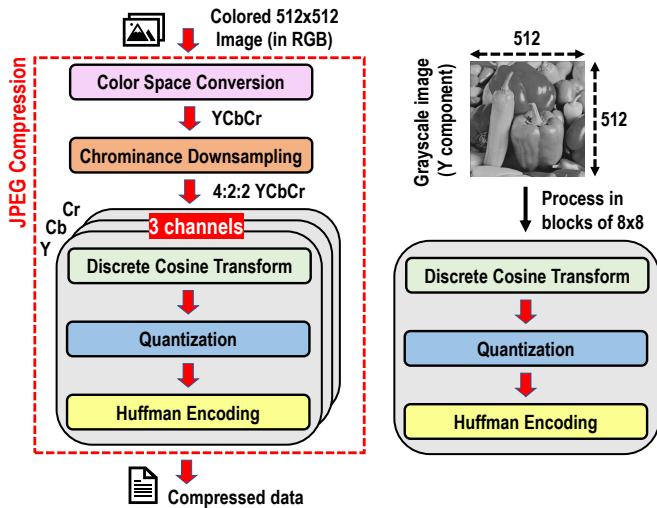 Colored 512x512
Image (in RGB)
JPEG Compression
Color Space Conversion
YCbCr
Chrominance Downsampling
4:2:2 YCbCr
Cr
Cb
Y
3 channels
Discrete Cosine Transform
Quantization
Huffman Encoding
Compressed data
512
Grayscale image
(Y component)
512
Process in
blocks of 8x8
Discrete Cosine Transform
Quantization
Huffman Encoding